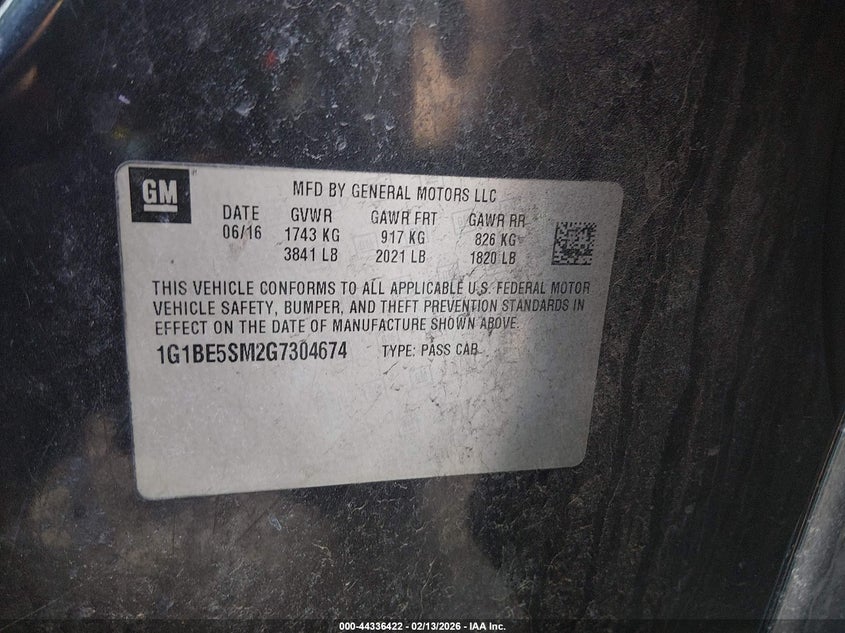 GM
MFD BY GENERAL MOTORS LLC
DATE GVWR GAWR FRT GAWR RR
06/16 1743 KG 917 KG 826 KG
3841 LB 2021 LB 1820 LB
THIS VEHICLE CONFORMS TO ALL APPLICABLE U.S. FEDERAL MOTOR
VEHICLE SAFETY, BUMPER, AND THEFT PREVENTION STANDARDS IN
EFFECT ON THE DATE OF MANUFACTURE SHOWN ABOVE.
1G1BE5SM2G7304674 TYPE: PASS CAR
000-44336422 - 02/13/2026 - IAA Inc.